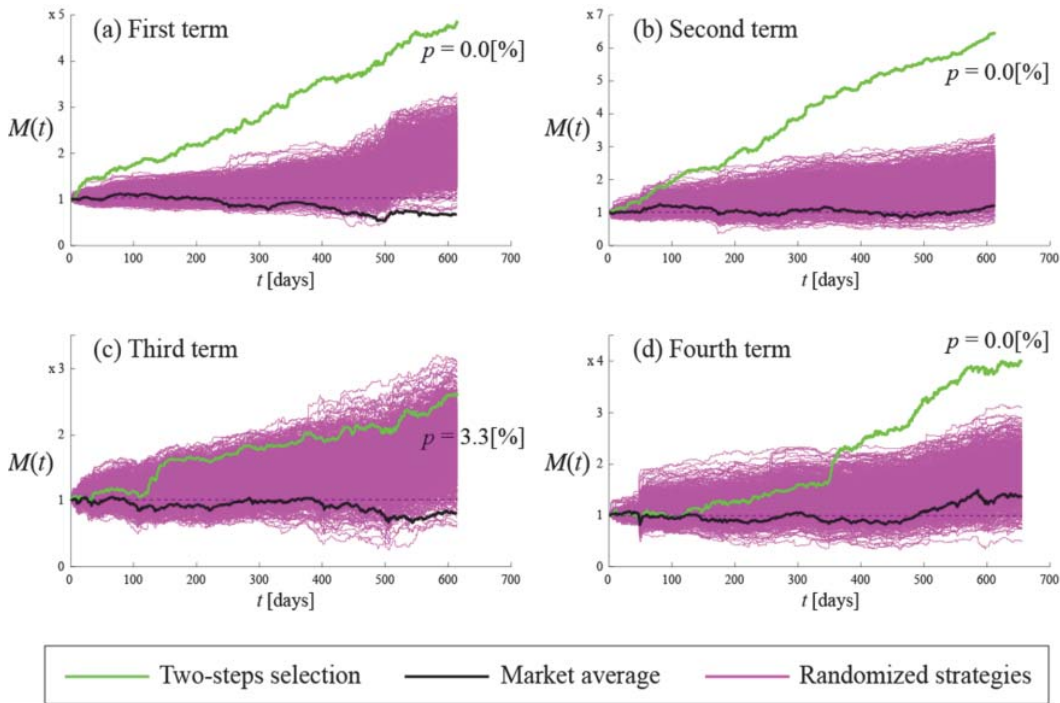 x 5
(a) First term
p = 0.0[%]
4
3
M(t)
2
1
0
0 100 200 300 400 500 600 700
t [days]
x 7
(b) Second term
6
p = 0.0[%]
5
4
M(t)
3
2
1
0
0 100 200 300 400 500 600 700
t [days]
(c) Third term
x 3
2
p = 3.3[%]
M(t)
1
0
0 100 200 300 400 500 600 700
t [days]
p = 0.0[%]
x 4
(d) Fourth term
3
M(t)
2
1
0
0 100 200 300 400 500 600 700
t [days]
Two-steps selection Market average Randomized strategies